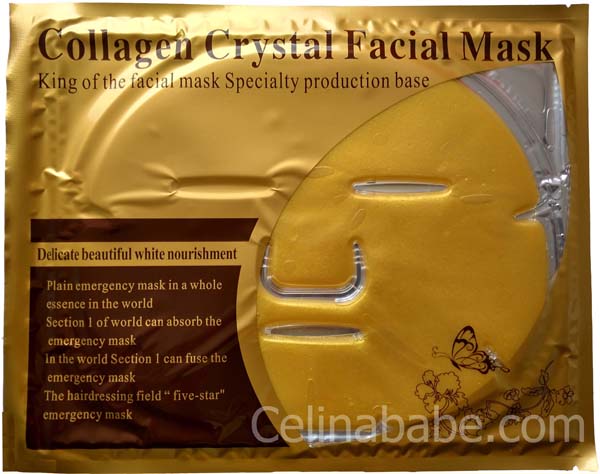 Collagen Crystal Facial Mask
King of the facial mask Specialty production base
Delicate beautiful white nourishment
Plain emergency mask in a whole
essence in the world
Section 1 of world can absorb the
emergency mask
In the world Section 1 can fuse the
emergency mask
The hairdressing field “ five-star"
emergency mask
Celinababe.com